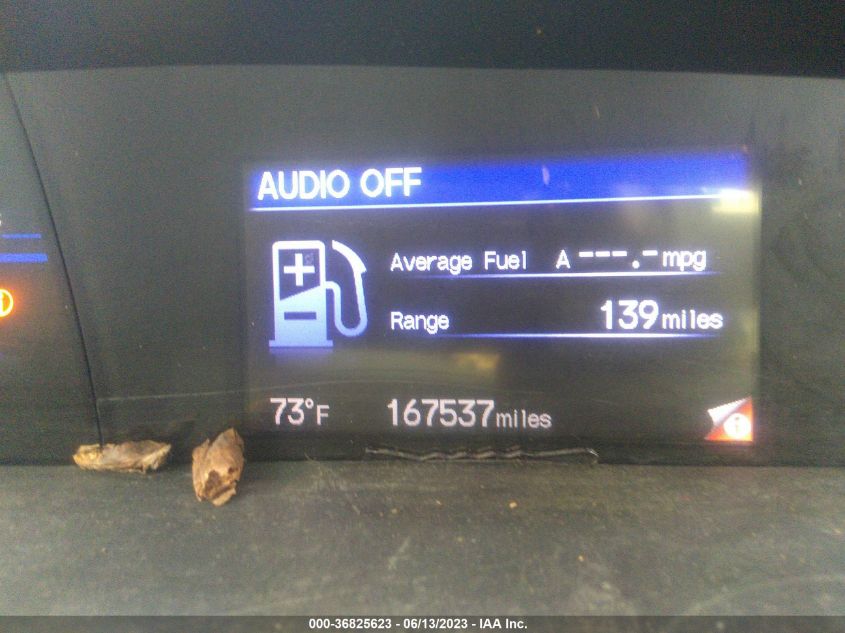 AUDIO OFF
Average Fuel A ---.- mpg
Range 139 miles
73°F 167537 miles
000-36825623 - 06/13/2023 - IAA Inc.